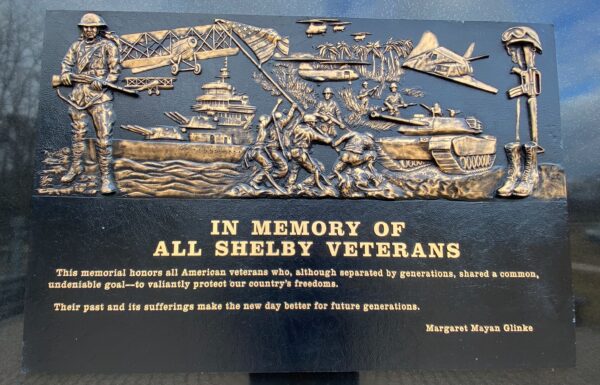 IN MEMORY OF
ALL SHELBY VETERANS
This memorial honors all American veterans who, although separated by generations, shared a common,
undeniable goal—to valiantly protect our country's freedoms.
Their past and its sufferings make the new day better for future generations.
Margaret Mayan Glinke